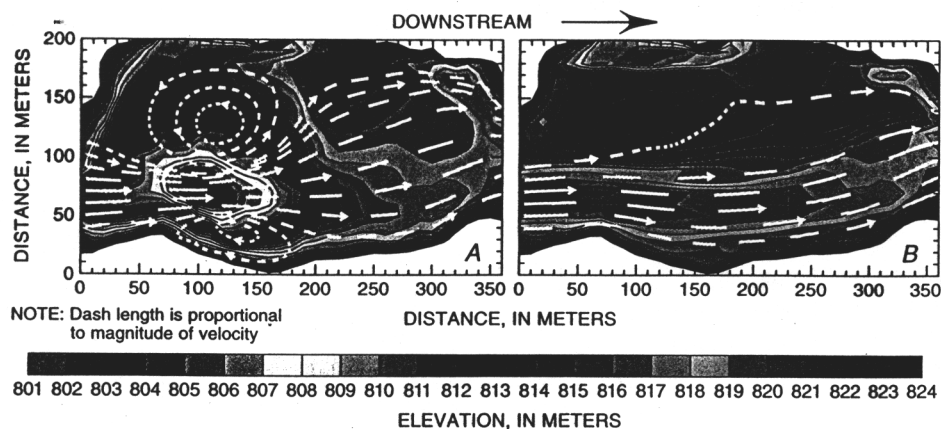 DOWNSTREAM
200
150
100
50
0
DISTANCE, IN METERS
A
B
0 50 100 150 200 250 300 350
0 50 100 150 200 250 300 350
NOTE: Dash length is proportional
to magnitude of velocity
DISTANCE, IN METERS
801 802 803 804 805 806 807 808 809 810 811 812 813 814 815 816 817 818 819 820 821 822 823 824
ELEVATION, IN METERS